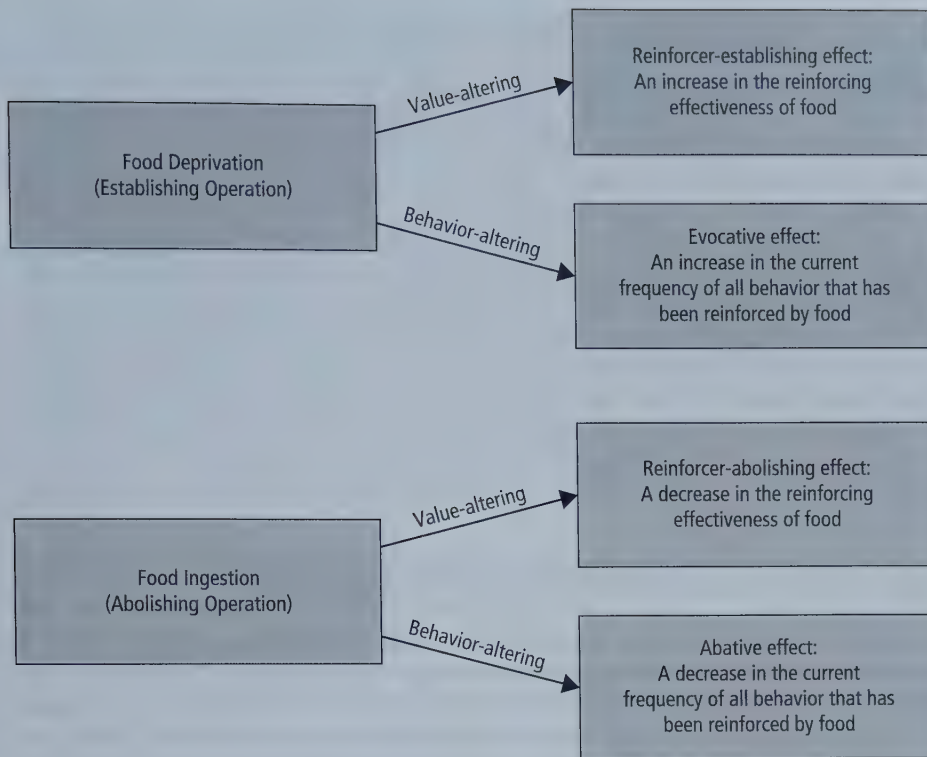 Food Deprivation
(Establishing Operation)
Value-altering
Reinforcer-establishing effect:
An increase in the reinforcing
effectiveness of food
Behavior-altering
Evocative effect:
An increase in the current
frequency of all behavior that has
been reinforced by food
Food Ingestion
(Abolishing Operation)
Value-altering
Reinforcer-abolishing effect:
A decrease in the reinforcing
effectiveness of food
Behavior-altering
Abative effect:
A decrease in the current
frequency of all behavior that has
been reinforced by food